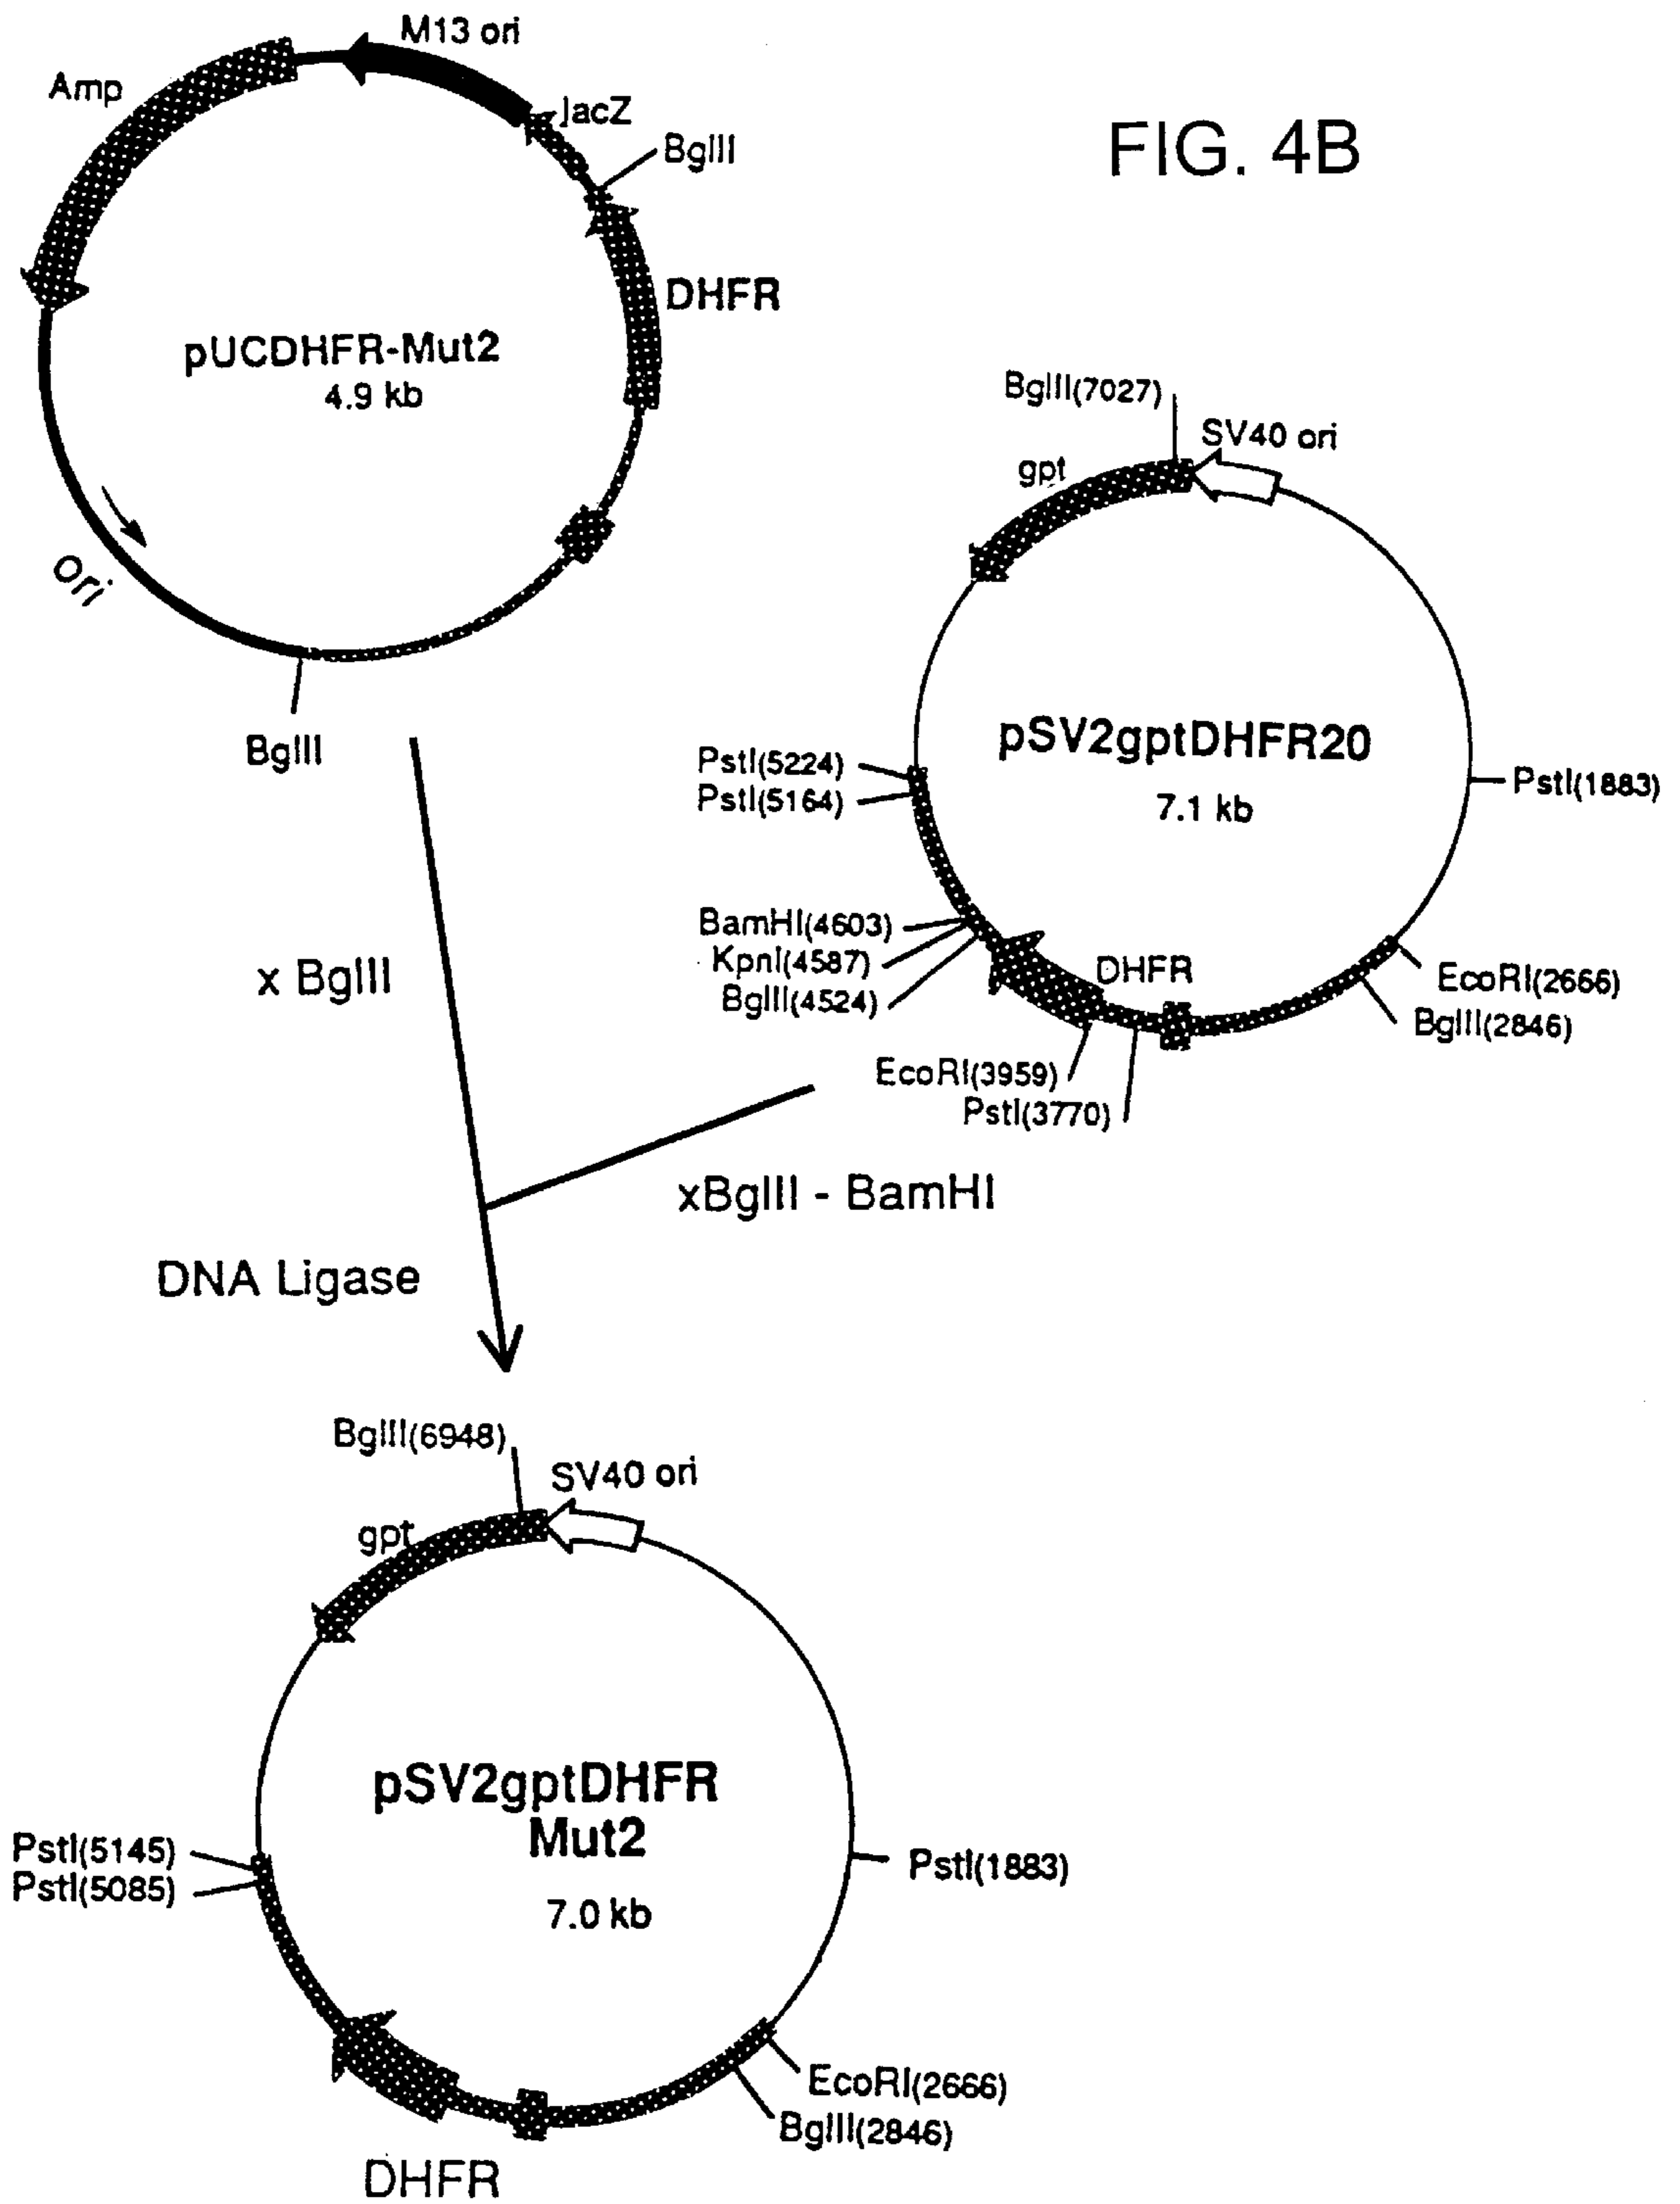 FIG. 4B
M13 ori
Amp
lacZ
BglII
DHFR
pUCDHFR-Mut2
4.9 kb
ori
BglII
BglII(7027)
SV40 ori
gpt
pSV2gptDHFR20
7.1 kb
PstI(5224)
PstI(5164)
PstI(1883)
BamHI(4603)
KpnI(4587)
BglII(4524)
DHFR
EcoRI(2666)
BglII(2846)
EcoRI(3959)
PstI(3770)
x BglII
xBglII - BamHI
DNA Ligase
BglII(6948)
SV40 ori
gpt
pSV2gptDHFR
Mut2
7.0 kb
PstI(5145)
PstI(5085)
PstI(1883)
EcoRI(2666)
BglII(2846)
DHFR